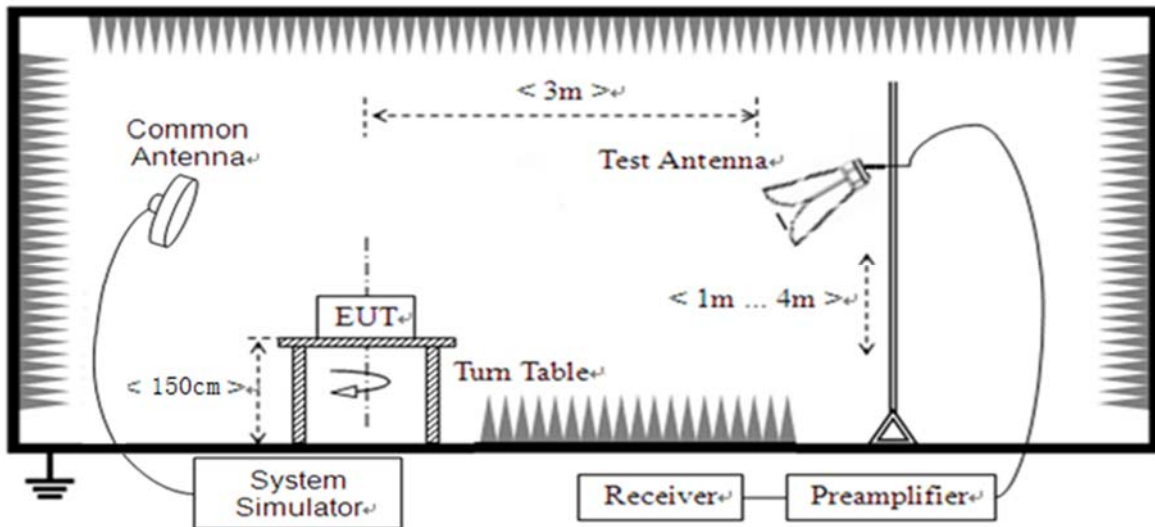 < 3m >↵
Common
Antenna↵
Test Antenna↵
< 1m ... 4m >↵
EUT↵
Turn Table↵
< 150cm >↵
System
Simulator↵
Receiver↵
Preamplifier↵